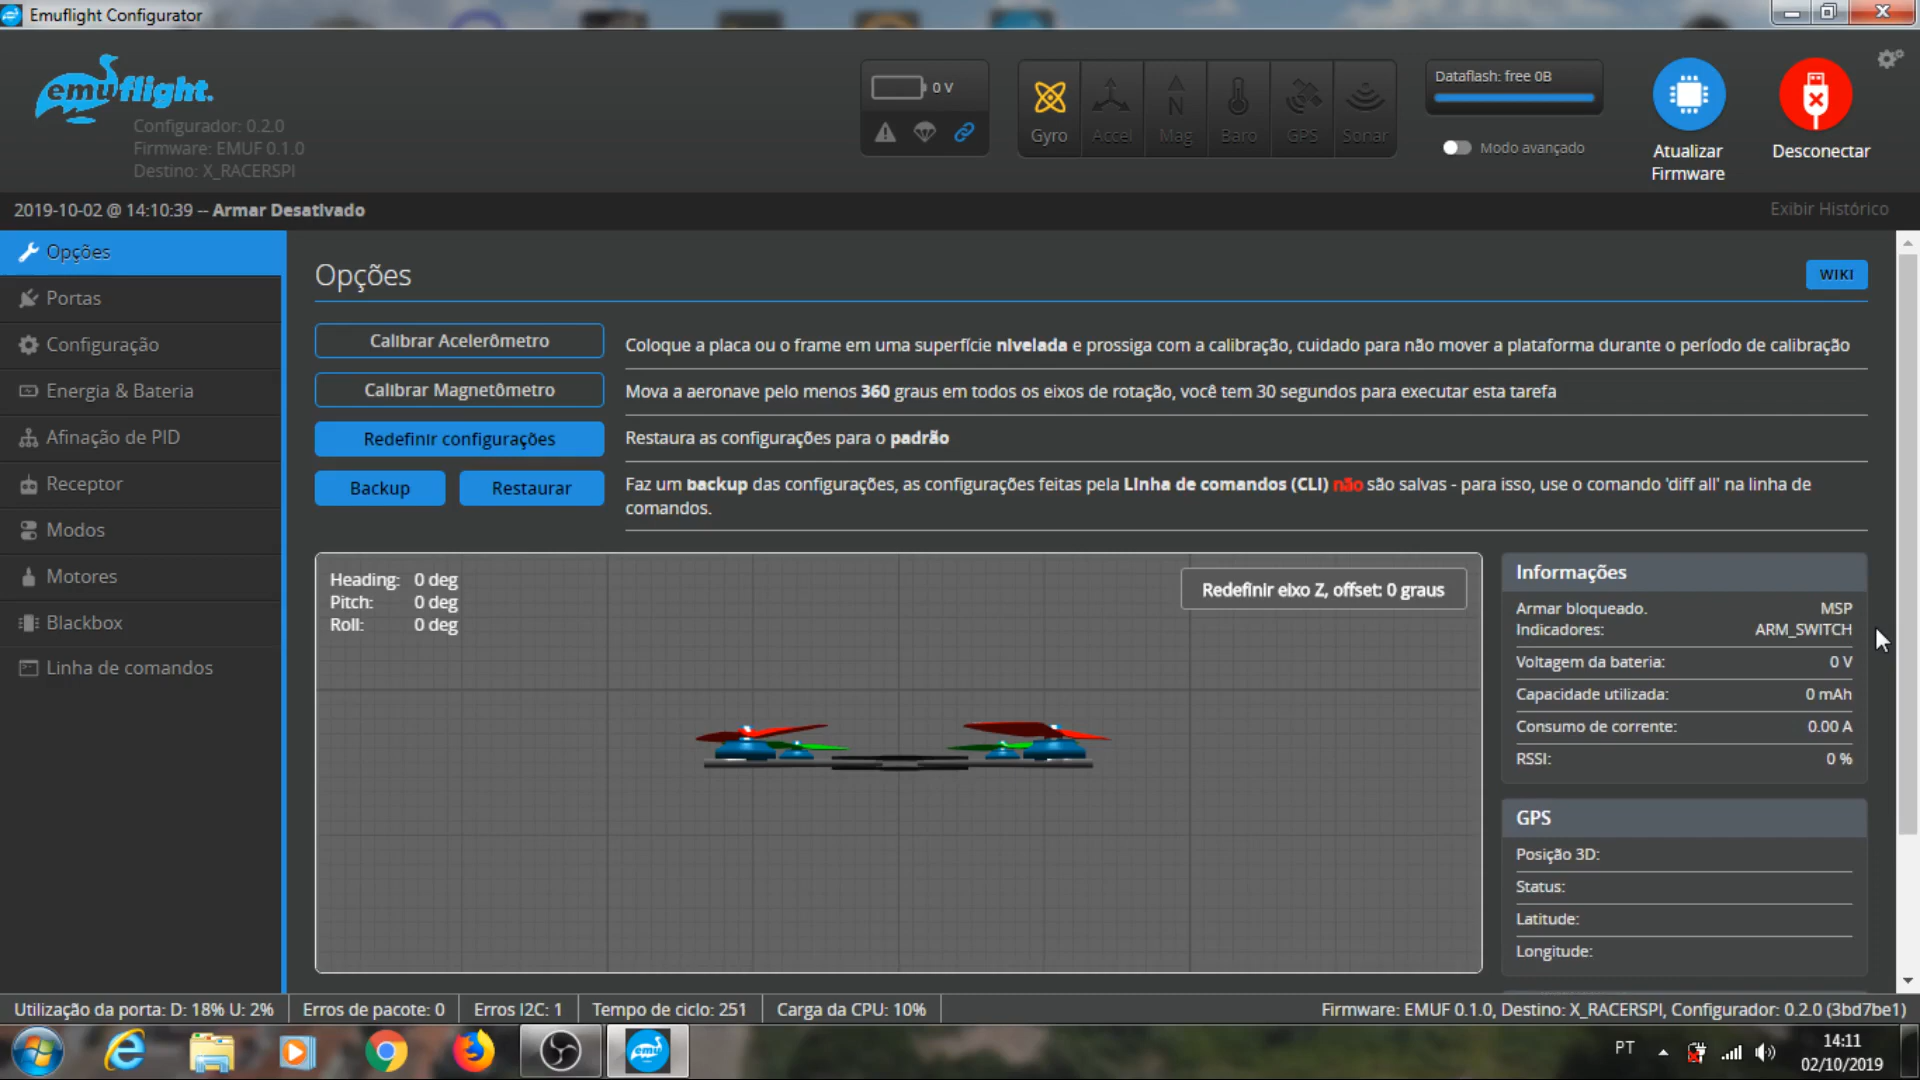 Emuflight Configurator
emuflight.
Configurador: 0.2.0
Firmware: EMUF 0.1.0
Destino: X_RACERSPI
0 V
Gyro
Accel
Mag
Baro
GPS
Sonar
Dataflash: free 0B
Modo avançado
Atualizar
Firmware
Desconectar
2019-10-02 @ 14:10:39 -- Armar Desativado
Exibir Histórico
Opções
Portas
Configuração
Energia & Bateria
Afinação de PID
Receptor
Modos
Motores
Blackbox
Linha de comandos
Opções
WIKI
Calibrar Acelerômetro
Coloque a placa ou o frame em uma superfície nivelada e prossiga com a calibração, cuidado para não mover a plataforma durante o período de calibração
Calibrar Magnetômetro
Mova a aeronave pelo menos 360 graus em todos os eixos de rotação, você tem 30 segundos para executar esta tarefa
Redefinir configurações
Restaura as configurações para o padrão
Backup
Restaurar
Faz um backup das configurações, as configurações feitas pela Linha de comandos (CLI) não são salvas - para isso, use o comando 'diff all' na linha de
comandos.
Heading: 0 deg
Pitch: 0 deg
Roll: 0 deg
Redefinir eixo Z, offset: 0 graus
Informações
Armar bloqueado. MSP
Indicadores: ARM_SWITCH
Voltagem da bateria: 0 V
Capacidade utilizada: 0 mAh
Consumo de corrente: 0.00 A
RSSI: 0 %
GPS
Posição 3D:
Status:
Latitude:
Longitude:
Utilização da porta: D: 18% U: 2%
Erros de pacote: 0
Erros I2C: 1
Tempo de ciclo: 251
Carga da CPU: 10%
Firmware: EMUF 0.1.0, Destino: X_RACERSPI, Configurador: 0.2.0 (3bd7be1)
emu
PT
14:11
02/10/2019